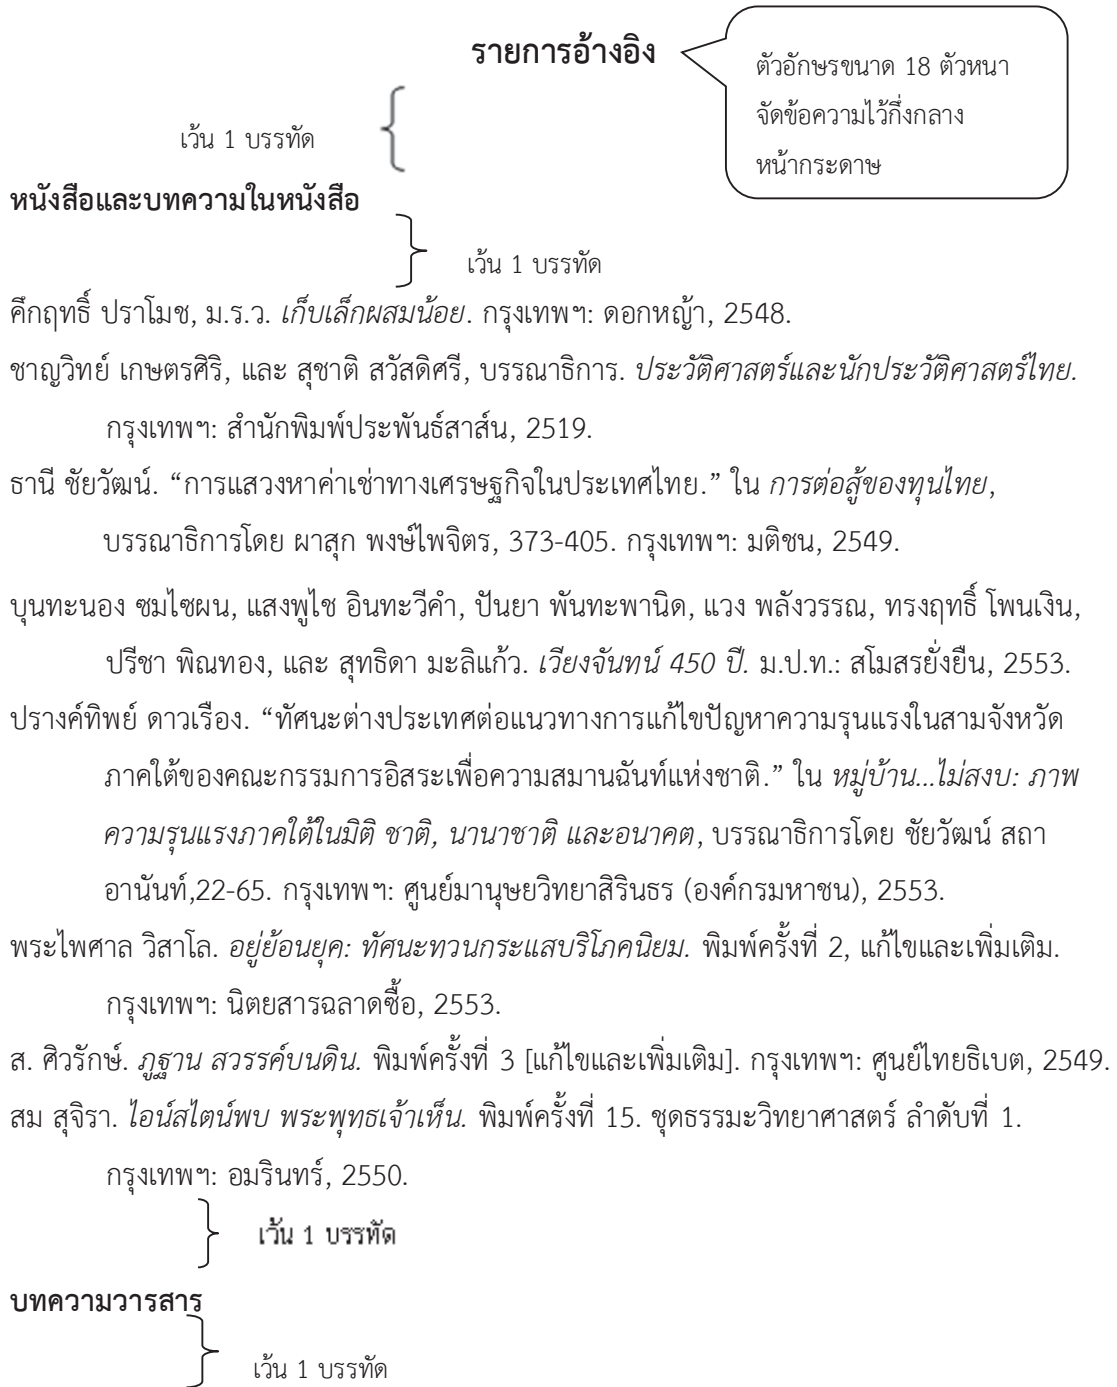 รายการอ้างอิง
ตัวอักษรขนาด 18 ตัวหนา
จัดข้อความไว้กึ่งกลาง
หน้ากระดาษ
เว้น 1 บรรทัด
หนังสือและบทความในหนังสือ
เว้น 1 บรรทัด
คึกฤทธิ์ ปราโมช, ม.ร.ว. เก็บเล็กผสมน้อย. กรุงเทพฯ: ดอกหญ้า, 2548.
ชาญวิทย์ เกษตรศิริ, และ สุชาติ สวัสดิศรี, บรรณาธิการ. ประวัติศาสตร์และนักประวัติศาสตร์ไทย.
กรุงเทพฯ: สำนักพิมพ์ประพันธ์สาส์น, 2519.
ธานี ชัยวัฒน์. “การแสวงหาค่าเช่าทางเศรษฐกิจในประเทศไทย.” ใน การต่อสู้ของทุนไทย,
บรรณาธิการโดย ผาสุก พงษ์ไพจิตร, 373-405. กรุงเทพฯ: มติชน, 2549.
บุนทะนอง ซมไซผน, แสงพูไช อินทะวีคำ, ปันยา พันทะพานิด, แวง พลังวรรณ, ทรงฤทธิ์ โพนเงิน,
ปรีชา พิณทอง, และ สุทธิดา มะลิแก้ว. เวียงจันทน์ 450 ปี. ม.ป.ท.: สโมสรยั่งยืน, 2553.
ปรางค์ทิพย์ ดาวเรือง. “ทัศนะต่างประเทศต่อแนวทางการแก้ไขปัญหาความรุนแรงในสามจังหวัด
ภาคใต้ของคณะกรรมการอิสระเพื่อความสมานฉันท์แห่งชาติ.” ใน หมู่บ้าน...ไม่สงบ: ภาพ
ความรุนแรงภาคใต้ในมิติ ชาติ, นานาชาติ และอนาคต, บรรณาธิการโดย ชัยวัฒน์ สถา
อานันท์,22-65. กรุงเทพฯ: ศูนย์มานุษยวิทยาสิรินธร (องค์กรมหาชน), 2553.
พระไพศาล วิสาโล. อยู่ย้อนยุค: ทัศนะทวนกระแสบริโภคนิยม. พิมพ์ครั้งที่ 2, แก้ไขและเพิ่มเติม.
กรุงเทพฯ: นิตยสารฉลาดซื้อ, 2553.
ส. ศิวรักษ์. ภูฐาน สวรรค์บนดิน. พิมพ์ครั้งที่ 3 [แก้ไขและเพิ่มเติม]. กรุงเทพฯ: ศูนย์ไทยธิเบต, 2549.
สม สุจิรา. ไอน์สไตน์พบ พระพุทธเจ้าเห็น. พิมพ์ครั้งที่ 15. ชุดธรรมะวิทยาศาสตร์ ลำดับที่ 1.
กรุงเทพฯ: อมรินทร์, 2550.
เว้น 1 บรรทัด
บทความวารสาร
เว้น 1 บรรทัด